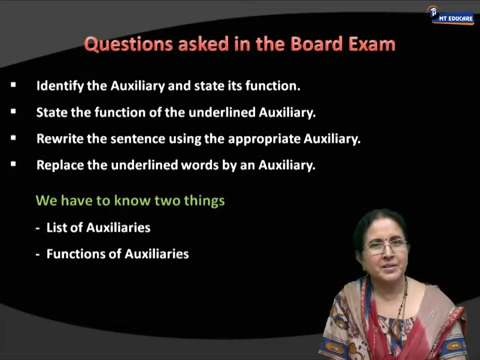 MT EDUCARE
Questions asked in the Board Exam
▪ Identify the Auxiliary and state its function.
▪ State the function of the underlined Auxiliary.
▪ Rewrite the sentence using the appropriate Auxiliary.
▪ Replace the underlined words by an Auxiliary.
We have to know two things
- List of Auxiliaries
- Functions of Auxiliaries